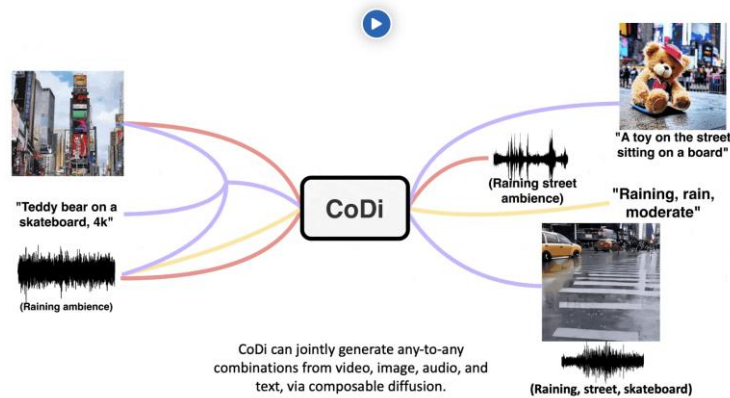 "Teddy bear on a
skateboard, 4k"
(Raining ambience)
CoDi
"A toy on the street
sitting on a board"
(Raining street
ambience)
"Raining, rain,
moderate"
(Raining, street, skateboard)
CoDi can jointly generate any-to-any
combinations from video, image, audio, and
text, via composable diffusion.